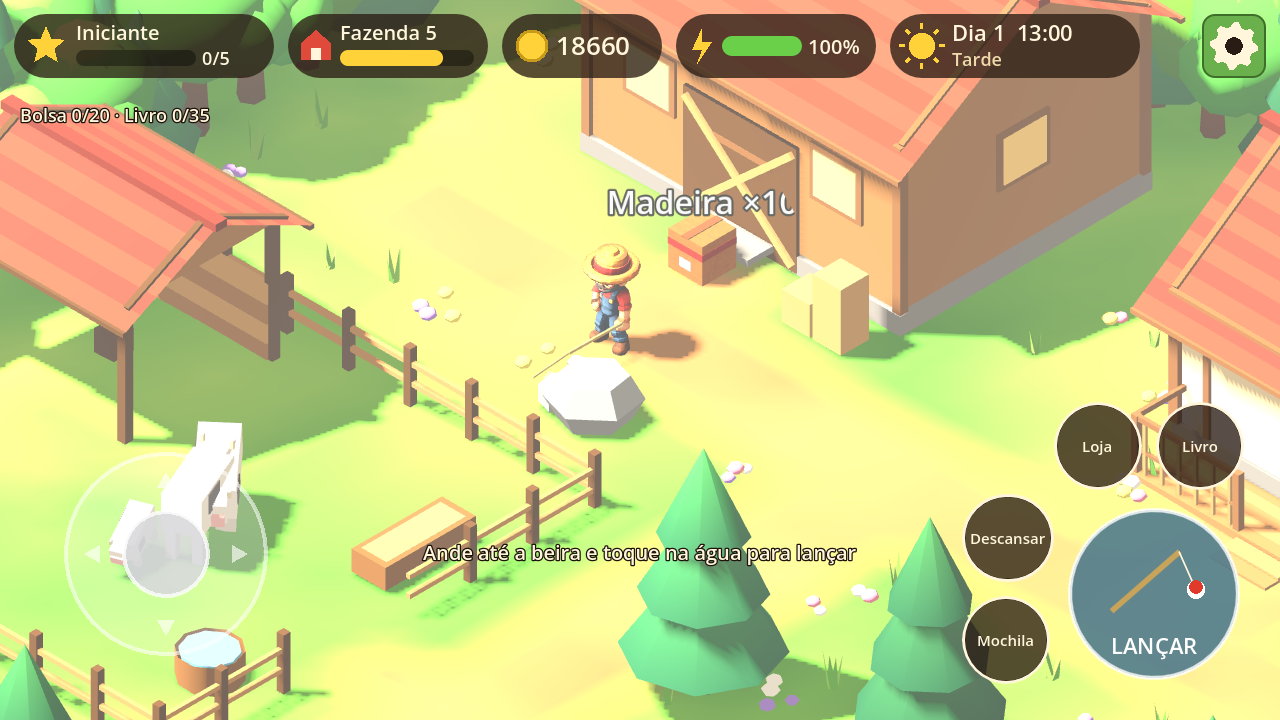 Iniciante
0/5
Fazenda 5
18660
100%
Dia 1 13:00
Tarde
Bolsa 0/20 · Livro 0/35
Madeira ×10
Loja
Livro
Descansar
Ande até a beira e toque na água para lançar
Mochila
LANÇAR